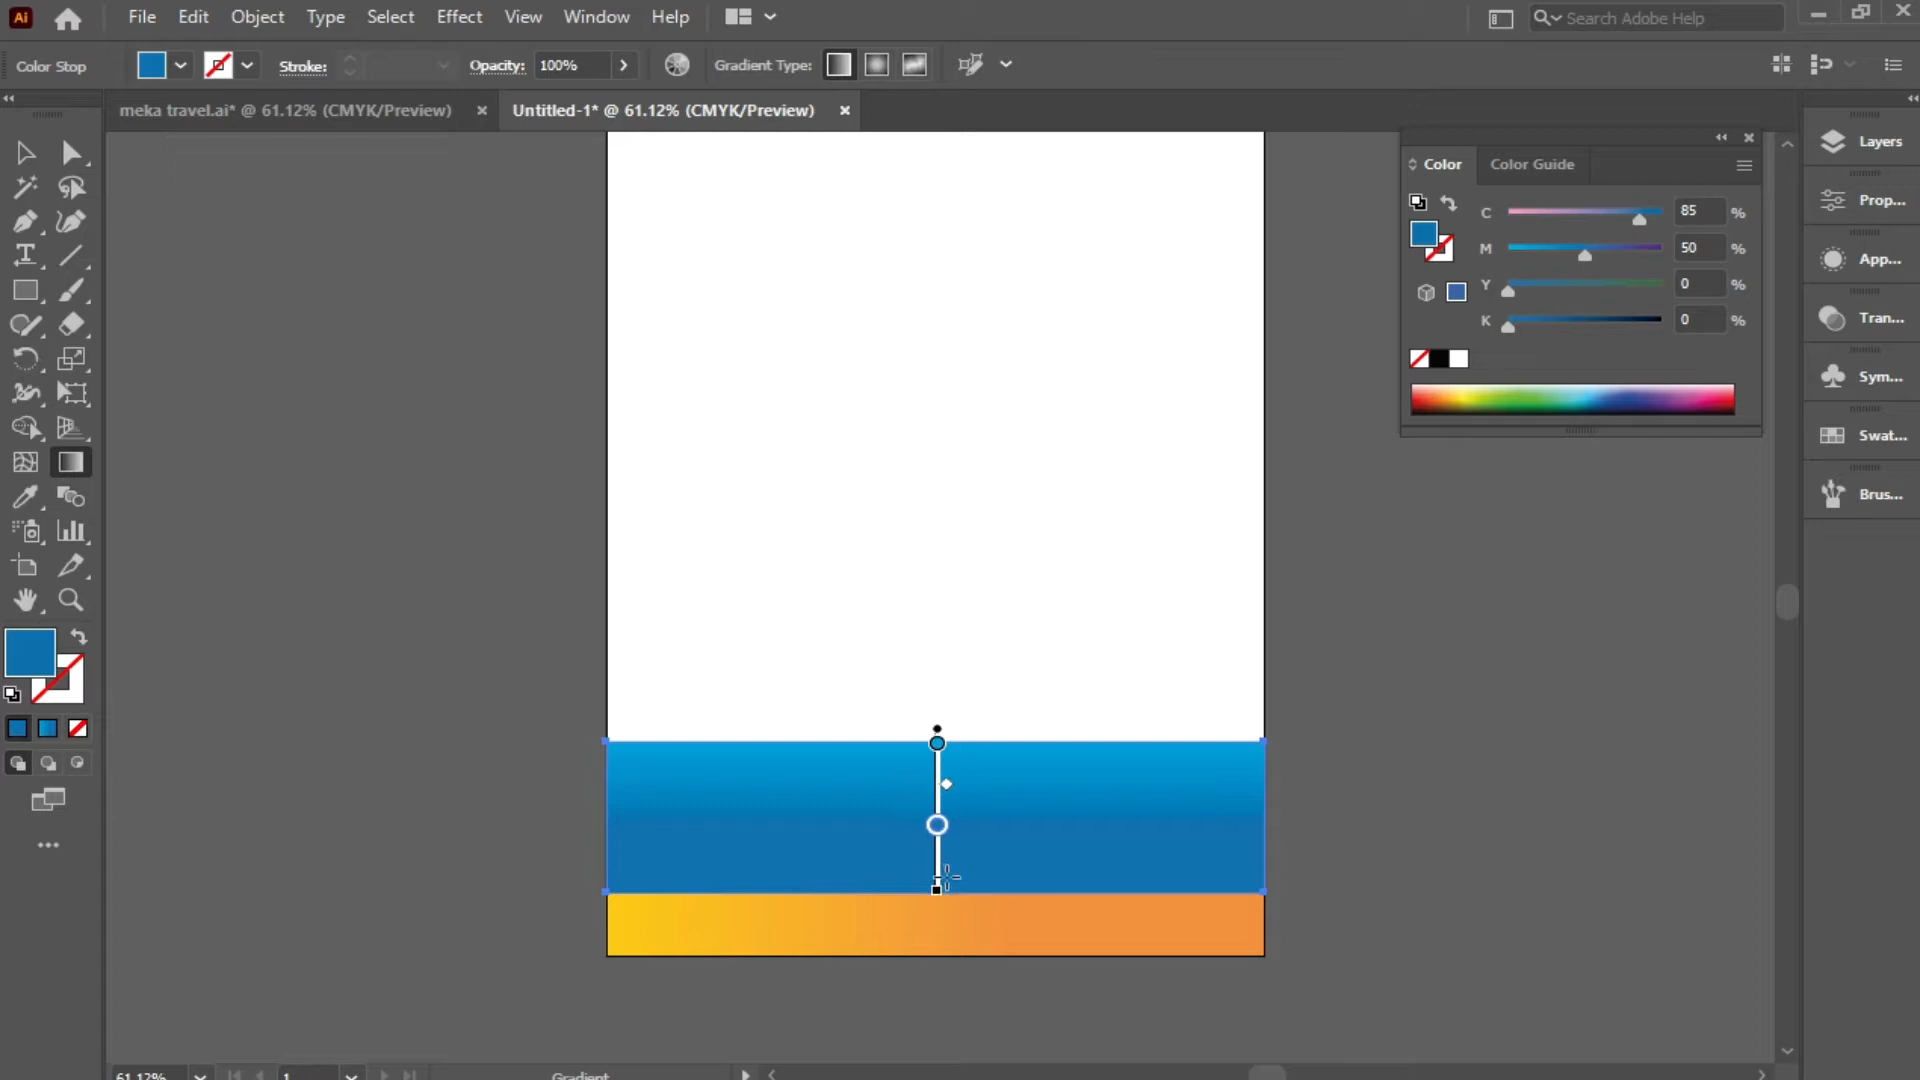 Ai File Edit Object Type Select Effect View Window Help Search Adobe Help
Color Stop Stroke: Opacity: 100% Gradient Type:
meka travel.ai* @ 61.12% (CMYK/Preview) Untitled-1* @ 61.12% (CMYK/Preview)
Color Color Guide
C 85 %
M 50 %
Y 0 %
K 0 %
Layers
Prop...
App...
Tran...
Sym...
Swat...
Brus...
61.12% 1 Gradient